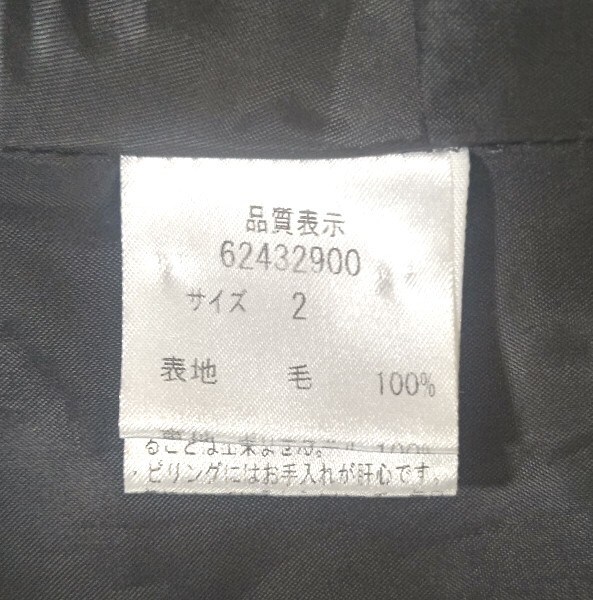 品質表示
62432900
サイズ 2
表地 毛 100%
100%
ピリングにはお手入れが肝心です。